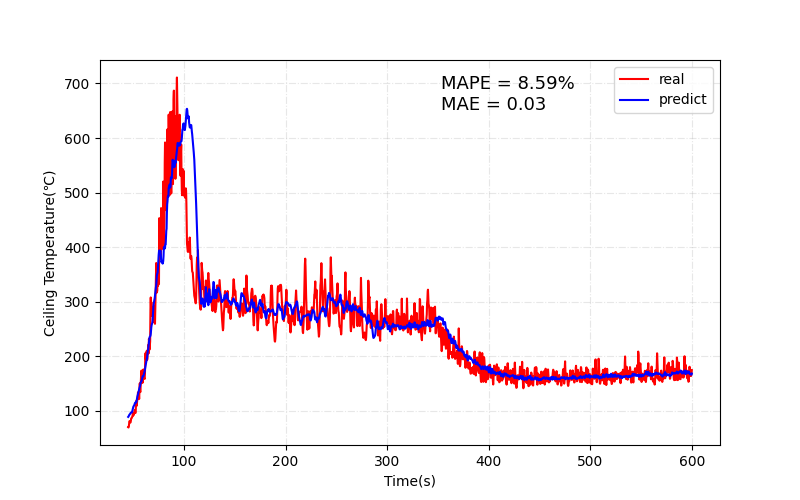 MAPE = 8.59%
MAE = 0.03
real
predict
700
600
500
400
300
200
100
Ceiling Temperature(℃)
100 200 300 400 500 600
Time(s)